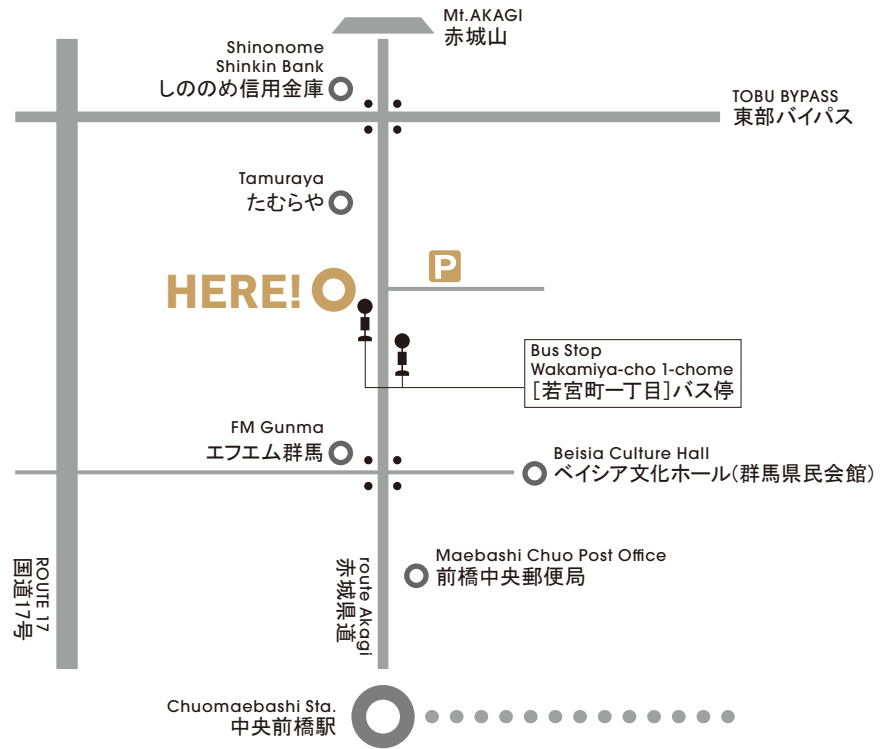 Mt.AKAGI
赤城山
Shinonome
Shinkin Bank
しののめ信用金庫
TOBU BYPASS
東部バイパス
Tamuraya
たむらや
P
HERE!
Bus Stop
Wakamiya-cho 1-chome
[若宮町一丁目]バス停
FM Gunma
エフエム群馬
Beisia Culture Hall
ベイシア文化ホール(群馬県民会館)
ROUTE 17
国道17号
route Akagi
赤城県道
Maebashi Chuo Post Office
前橋中央郵便局
Chuomaebashi Sta.
中央前橋駅